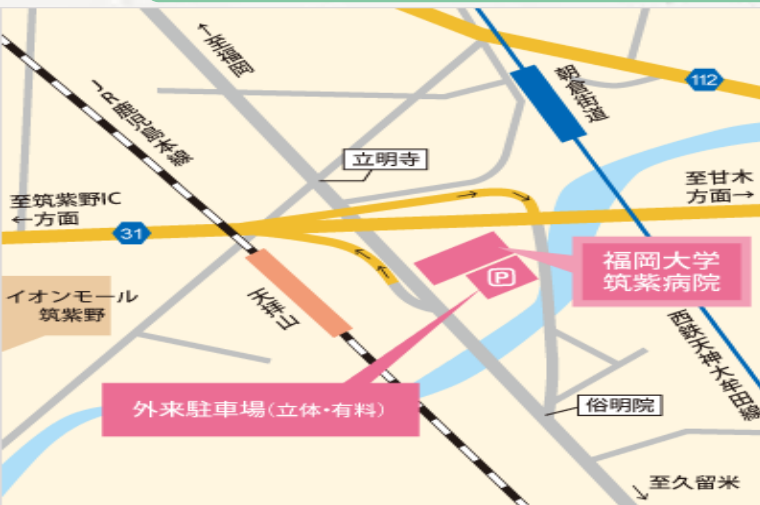 ↑至福岡
JR鹿児島本線
朝倉街道
112
立明寺
至筑紫野IC
←方面
31
至甘木
方面→
福岡大学
筑紫病院
P
イオンモール
筑紫野
天拝山
西鉄天神大牟田線
外来駐車場(立体・有料)
俗明院
至久留米